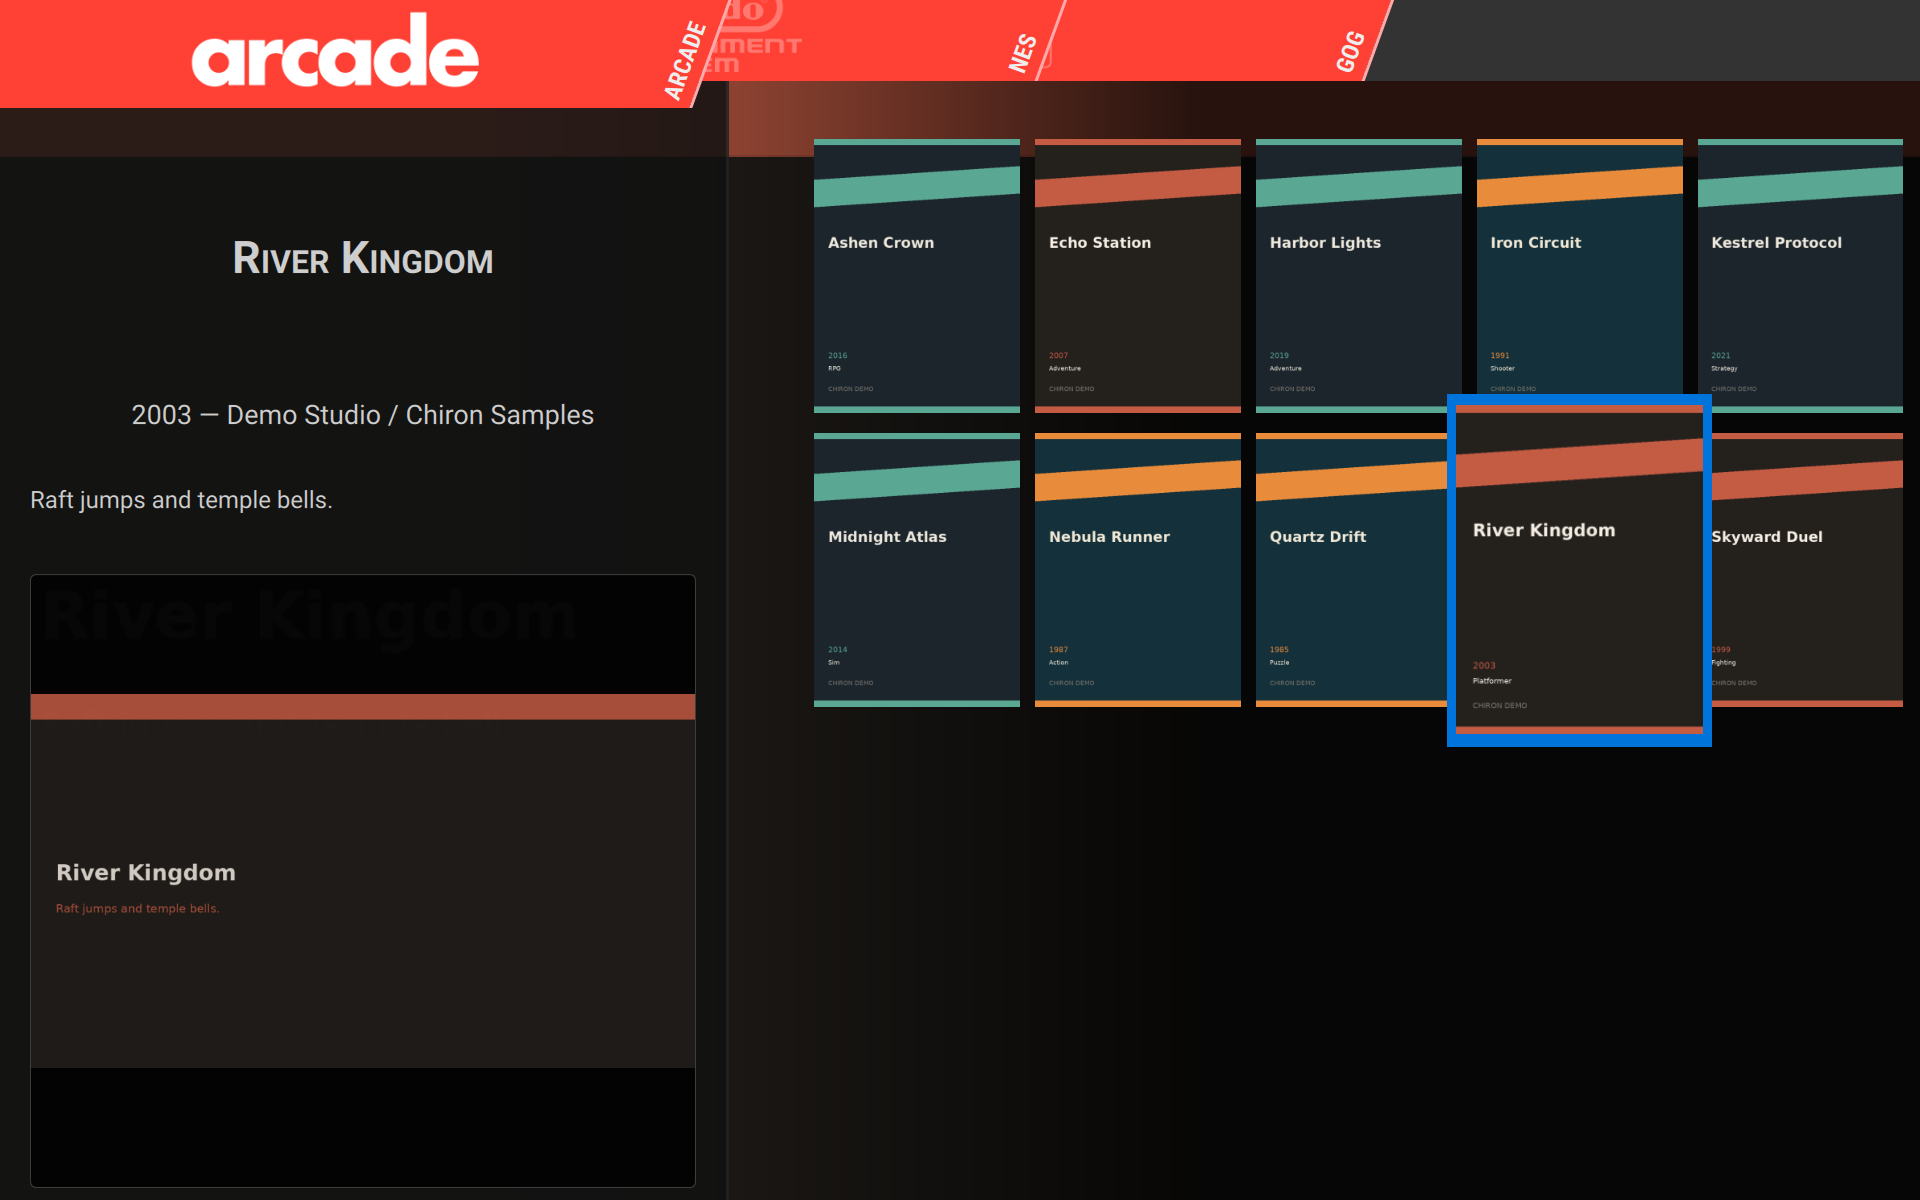 arcade
ARCADE
do
MENT
EM
NES
GOG
River Kingdom
2003 — Demo Studio / Chiron Samples
Raft jumps and temple bells.
River Kingdom
River Kingdom
Raft jumps and temple bells.
Ashen Crown
2016
RPG
CHIRON DEMO
Echo Station
2007
Adventure
CHIRON DEMO
Harbor Lights
2019
Adventure
CHIRON DEMO
Iron Circuit
1991
Shooter
CHIRON DEMO
Kestrel Protocol
2021
Strategy
CHIRON DEMO
Midnight Atlas
2014
Sim
CHIRON DEMO
Nebula Runner
1987
Action
CHIRON DEMO
Quartz Drift
1985
Puzzle
CHIRON DEMO
River Kingdom
2003
Platformer
CHIRON DEMO
Skyward Duel
1999
Fighting
CHIRON DEMO